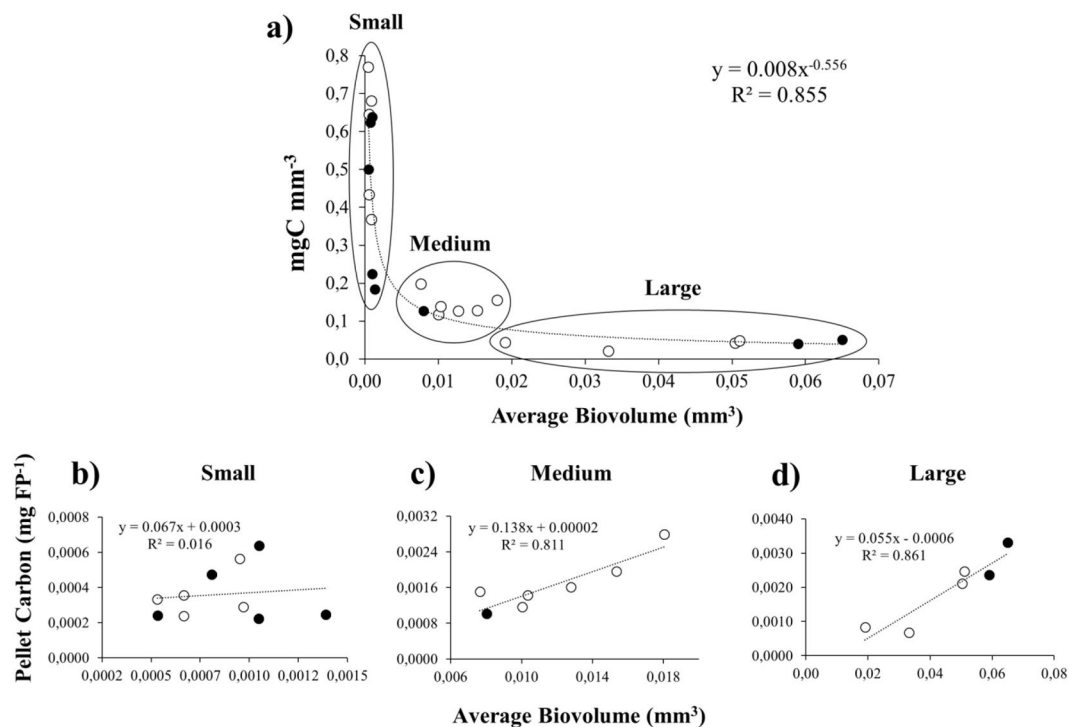 a)
Small
y = 0.008x⁻⁰·⁵⁵⁶
R² = 0.855
mgC mm⁻³
0,8
0,7
0,6
0,5
0,4
0,3
0,2
0,1
0,0
Medium
Large
0,00 0,01 0,02 0,03 0,04 0,05 0,06 0,07
Average Biovolume (mm³)
Pellet Carbon (mg FP⁻¹)
b) Small
y = 0.067x + 0.0003
R² = 0.016
0,0008
0,0006
0,0004
0,0002
0,0000
0,0002 0,0005 0,0007 0,0010 0,0012 0,0015
c) Medium
y = 0.138x + 0.00002
R² = 0.811
0,0032
0,0024
0,0016
0,0008
0,0000
0,006 0,010 0,014 0,018
d) Large
y = 0.055x - 0.0006
R² = 0.861
0,0040
0,0030
0,0020
0,0010
0,0000
0,00 0,02 0,04 0,06 0,08
Average Biovolume (mm³)